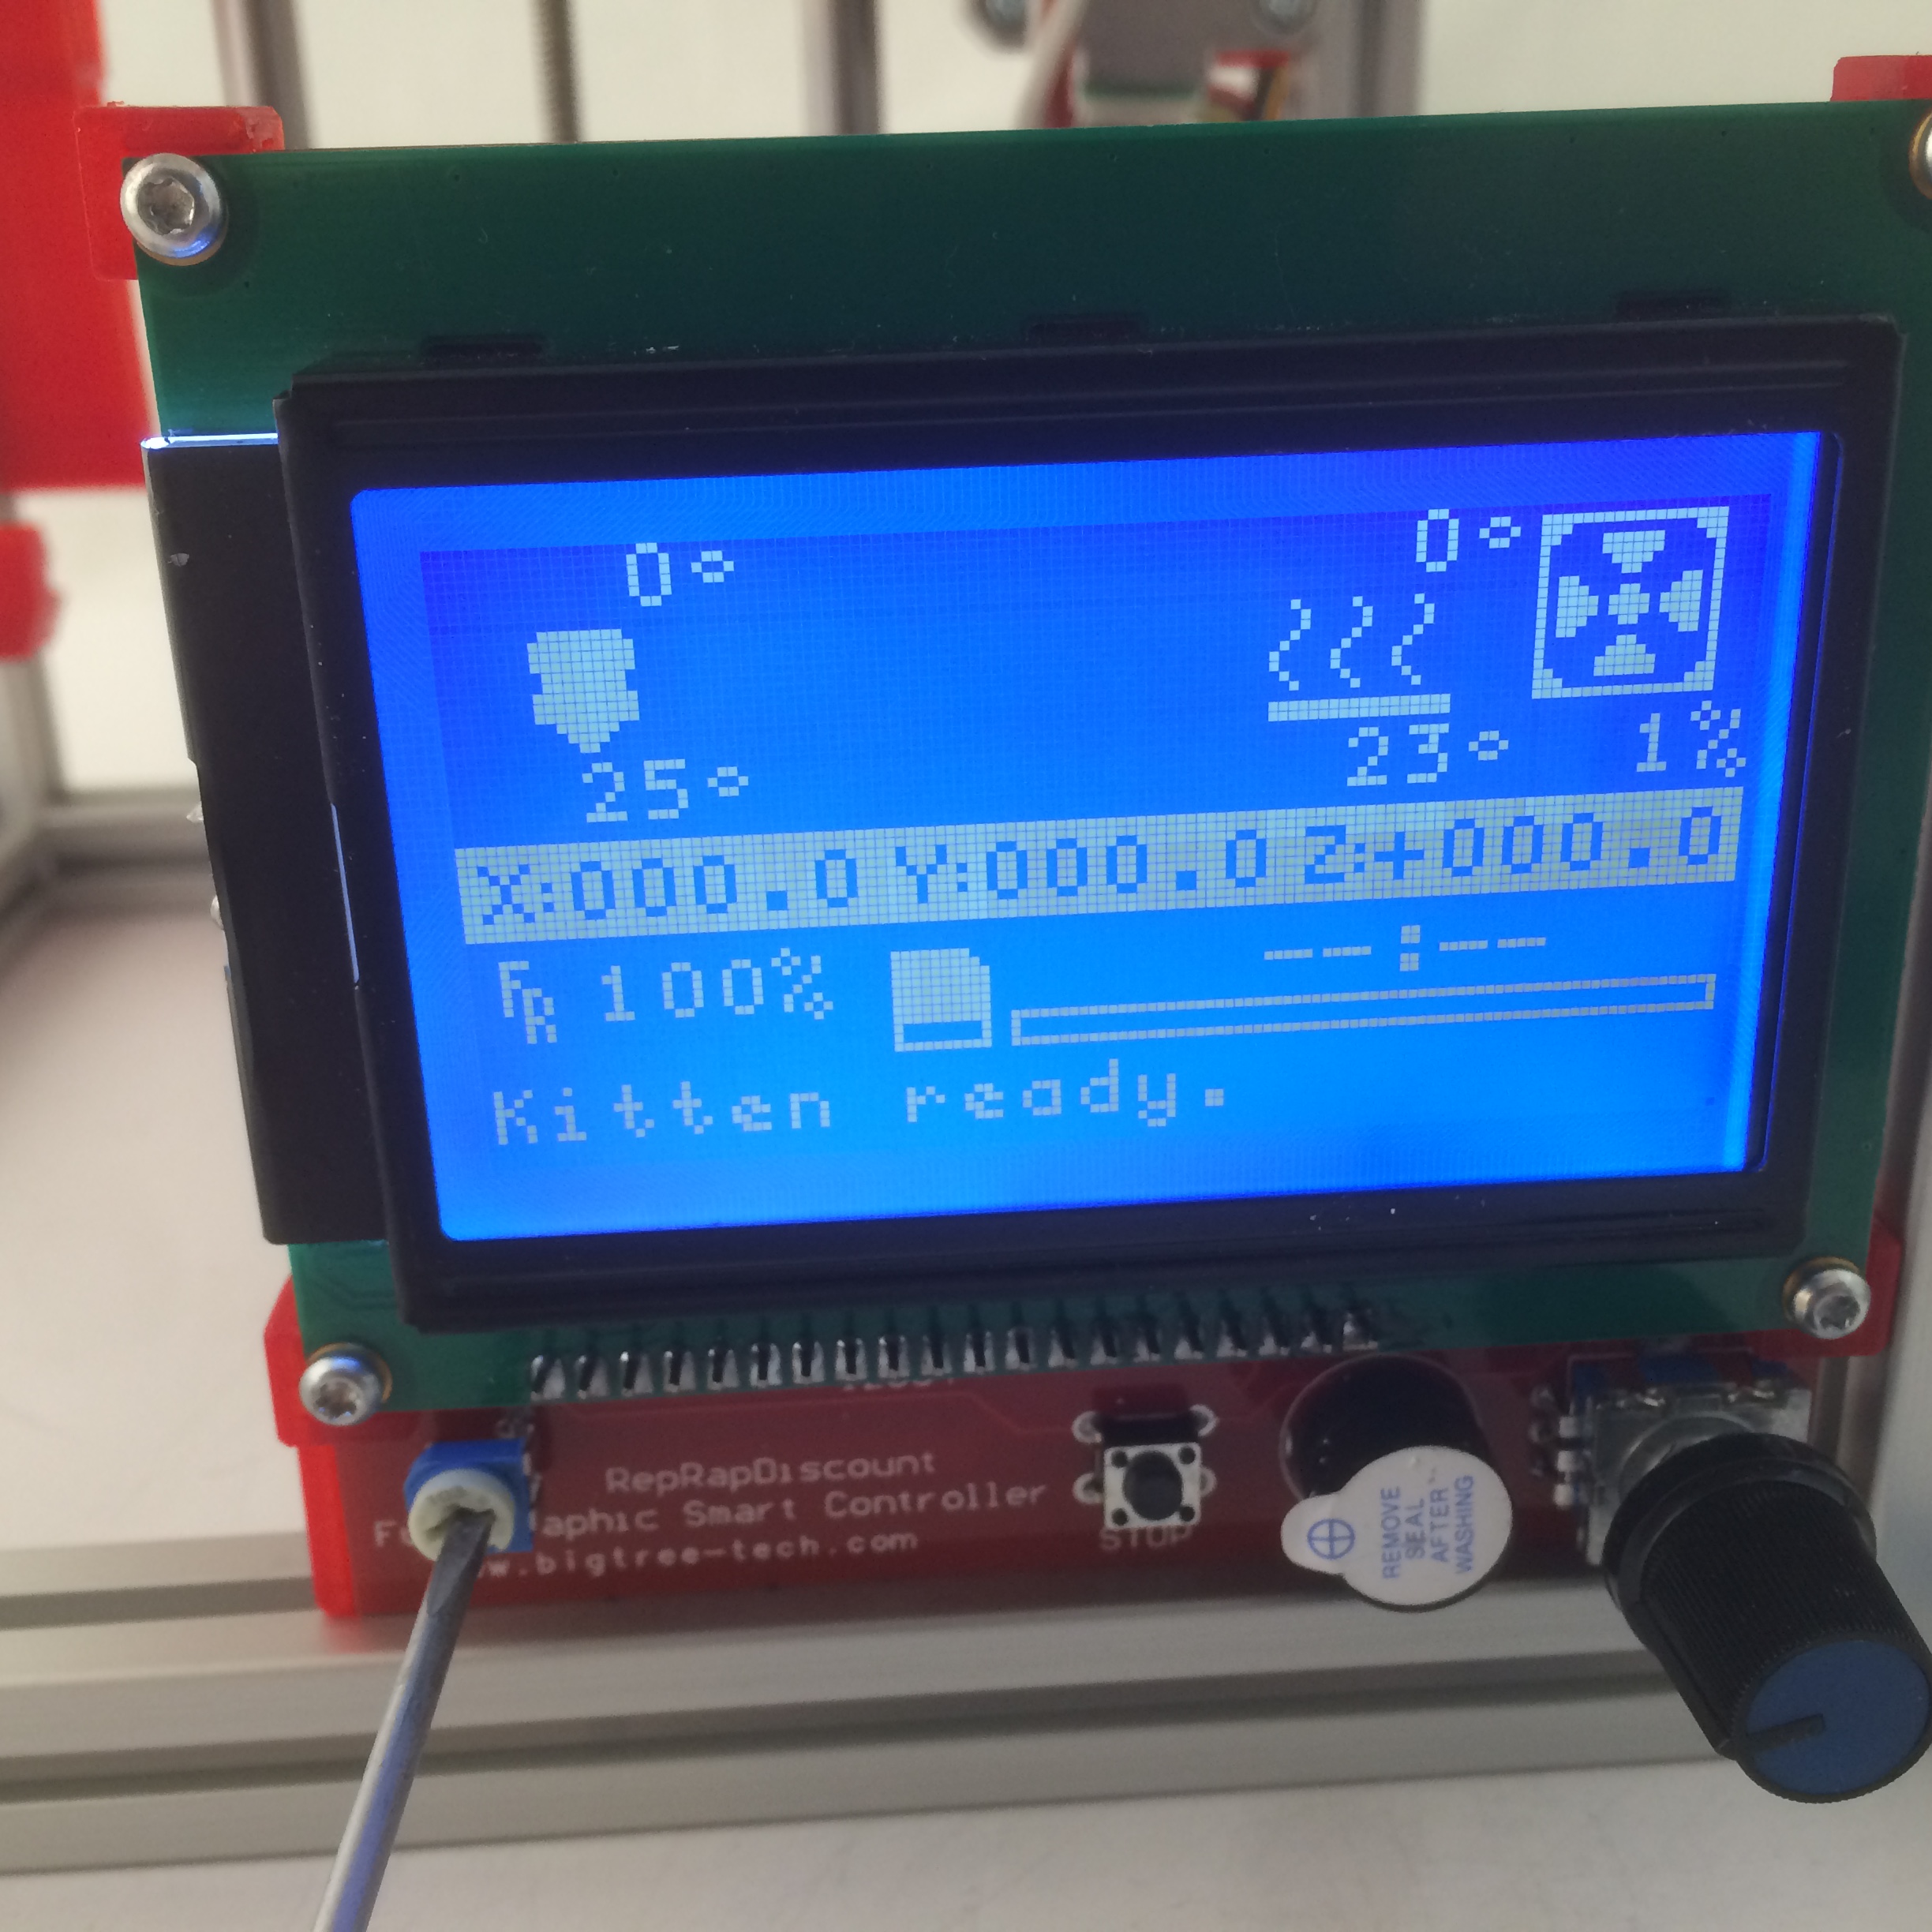 0° 0°
25° 23° 1%
X:000.0 Y:000.0 Z:+000.0
FR 100% --:--
Kitten ready.
RepRapDiscount
aphic Smart Controller
.bigtree-tech.com
STOP
REMOVE
SEAL
AFTER
WASHING